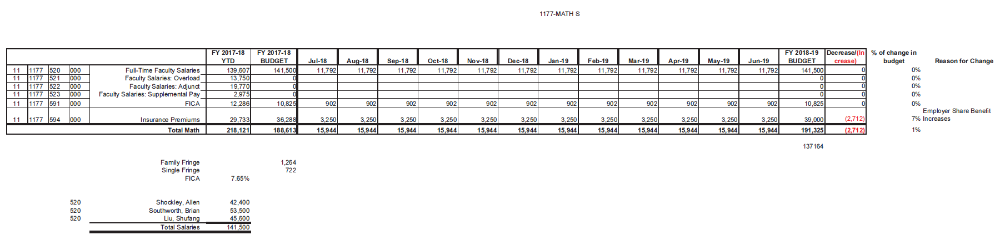 1177-MATH S
FY 2017-18 FY 2017-18 FY 2018-19 Decrease/(In % of change in
YTD BUDGET Jul-18 Aug-18 Sep-18 Oct-18 Nov-18 Dec-18 Jan-19 Feb-19 Mar-19 Apr-19 May-19 Jun-19 BUDGET crease) budget Reason for Change
11 1177 520 000 Full-Time Faculty Salaries 139,607 141,500 11,792 11,792 11,792 11,792 11,792 11,792 11,792 11,792 11,792 11,792 11,792 11,792 141,500 0 0%
11 1177 521 000 Faculty Salaries: Overload 13,750 0 0 0 0%
11 1177 522 000 Faculty Salaries: Adjunct 19,770 0 0 0 0%
11 1177 523 000 Faculty Salaries: Supplemental Pay 2,975 0 0 0 0%
11 1177 591 000 FICA 12,286 10,825 902 902 902 902 902 902 902 902 902 902 902 902 10,825 0 0%
Employer Share Benefit
11 1177 594 000 Insurance Premiums 29,733 36,288 3,250 3,250 3,250 3,250 3,250 3,250 3,250 3,250 3,250 3,250 3,250 3,250 39,000 (2,712) 7% Increases
Total Math 218,121 188,613 15,944 15,944 15,944 15,944 15,944 15,944 15,944 15,944 15,944 15,944 15,944 15,944 191,325 (2,712) 1%
137164
Family Fringe 1,264
Single Fringe 722
FICA 7.65%
520 Shockley, Allen 42,400
520 Southworth, Brian 53,500
520 Liu, Shufang 45,600
Total Salaries 141,500